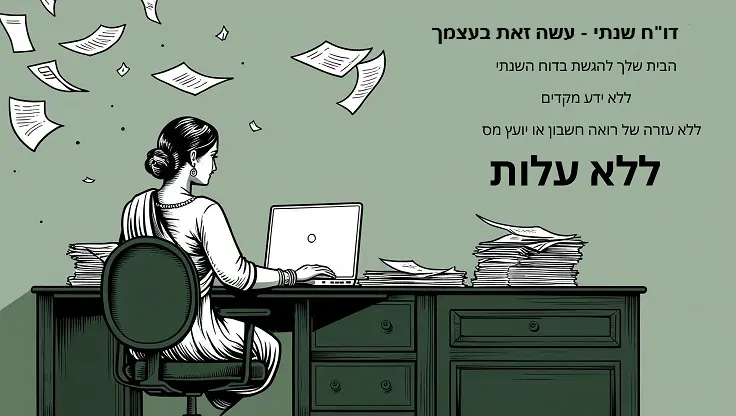 דו"ח שנתי - עשה זאת בעצמך
הבית שלך להגשת בדוח השנתי
ללא ידע מקדים
ללא עזרה של רואה חשבון או יועץ מס
ללא עלות